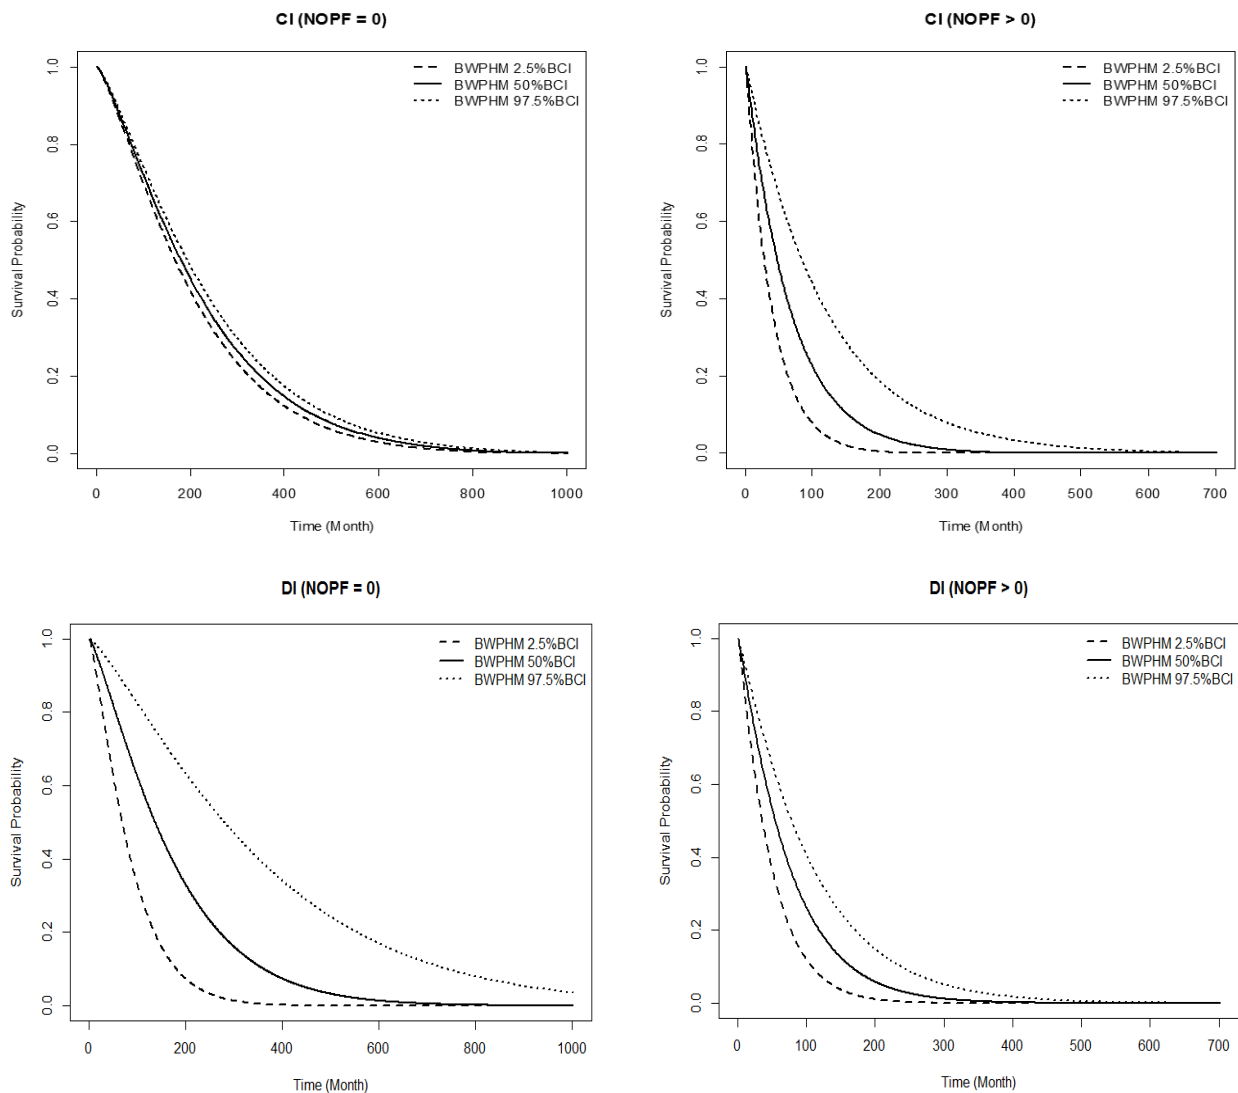 CI (NOPF = 0)
BWPHM 2.5%BCI
BWPHM 50%BCI
BWPHM 97.5%BCI
Survival Probability
1.0
0.8
0.6
0.4
0.2
0.0
0 200 400 600 800 1000
Time (Month)
CI (NOPF > 0)
BWPHM 2.5%BCI
BWPHM 50%BCI
BWPHM 97.5%BCI
Survival Probability
1.0
0.8
0.6
0.4
0.2
0.0
0 100 200 300 400 500 600 700
Time (Month)
DI (NOPF = 0)
BWPHM 2.5%BCI
BWPHM 50%BCI
BWPHM 97.5%BCI
Survival Probability
1.0
0.8
0.6
0.4
0.2
0.0
0 200 400 600 800 1000
Time (Month)
DI (NOPF > 0)
BWPHM 2.5%BCI
BWPHM 50%BCI
BWPHM 97.5%BCI
Survival Probability
1.0
0.8
0.6
0.4
0.2
0.0
0 100 200 300 400 500 600 700
Time (Month)